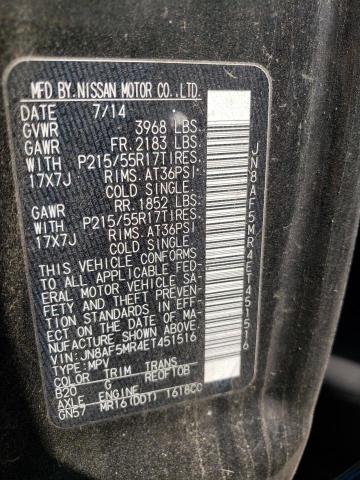 MFD BY. NISSAN MOTOR CO., LTD.
DATE 7/14
GVWR 3968 LBS
GAWR FR. 2183 LBS.
WITH P215/55R17TIRES.
17X7J RIMS. AT36PSI
COLD SINGLE
GAWR RR. 1852 LBS.
WITH P215/55R17TIRES.
17X7J RIMS. AT36PSI
COLD SINGLE.
THIS VEHICLE CONFORMS
TO ALL APPLICABLE FED-
ERAL MOTOR VEHICLE SA-
FETY AND THEFT PREVEN-
TION STANDARDS IN EFF-
ECT ON THE DATE OF MA-
NUFACTURE SHOWN ABOVE.
VIN: JN8AF5MR4ET451516
TYPE: MPV
COLOR TRIM TRANS
B20 G RE0F10B
AXLE ENGINE
GN57 MR16(DDT) 1618CC
JN8AF5MR4ET451516